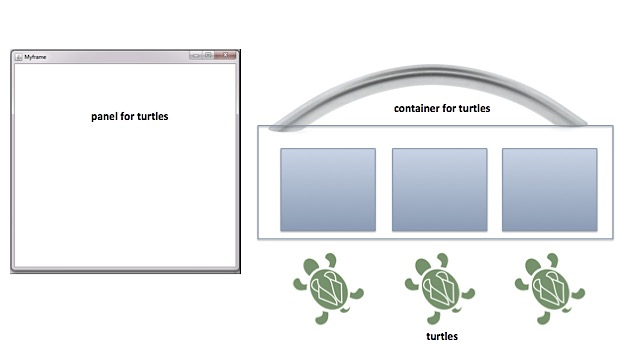 Myframe
panel for turtles
container for turtles
turtles